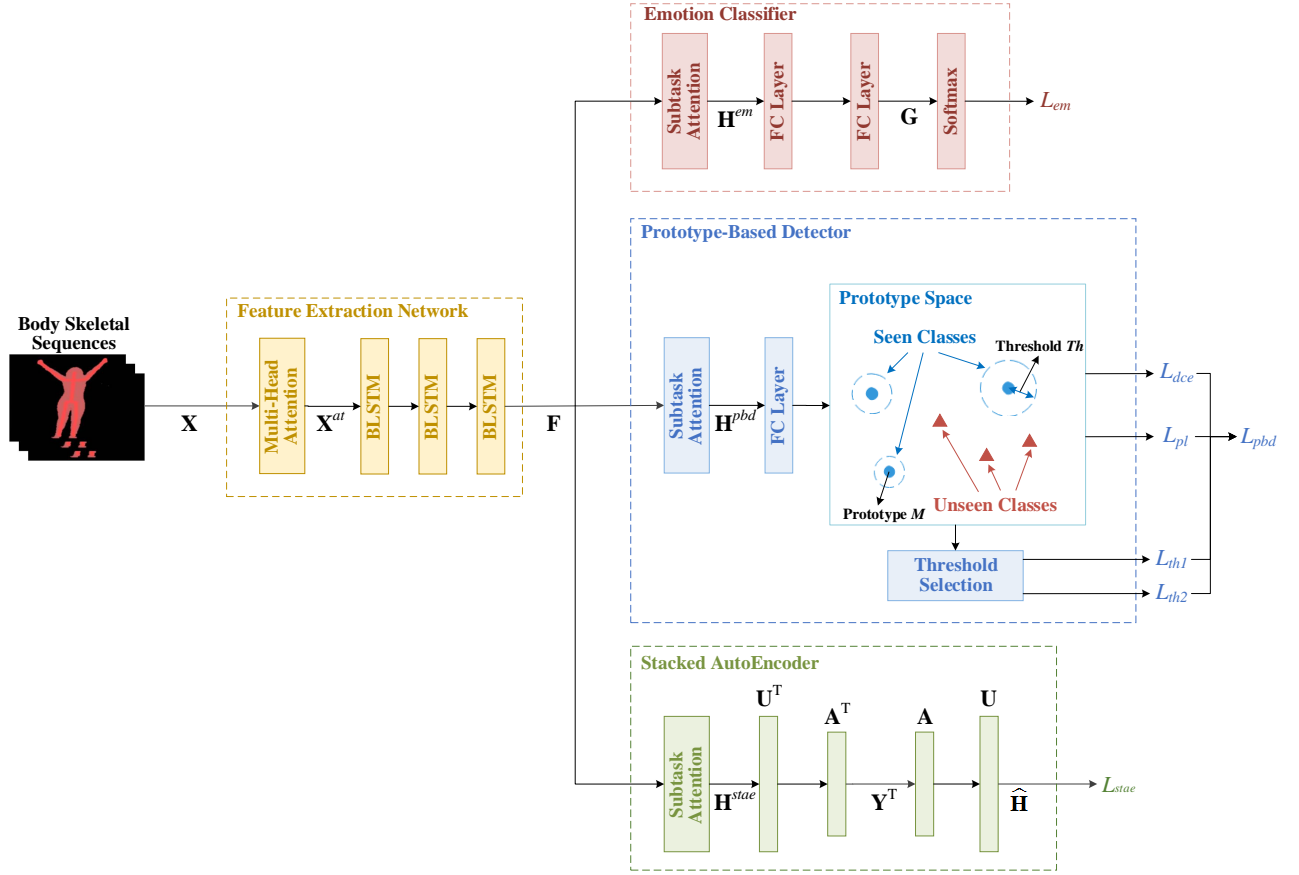 Emotion Classifier
Subtask
Attention
H^em
FC Layer
FC Layer
G
Softmax
L_em
Body Skeletal
Sequences
X
Feature Extraction Network
Multi-Head
Attention
X^at
BLSTM
BLSTM
BLSTM
F
Prototype-Based Detector
Subtask
Attention
H^pbd
FC Layer
Prototype Space
Seen Classes
Threshold Th
Prototype M
Unseen Classes
Threshold
Selection
L_dce
L_pl
L_pbd
L_th1
L_th2
Stacked AutoEncoder
Subtask
Attention
H^stae
U^T
A^T
Y^T
A
U
Ĥ
L_stae